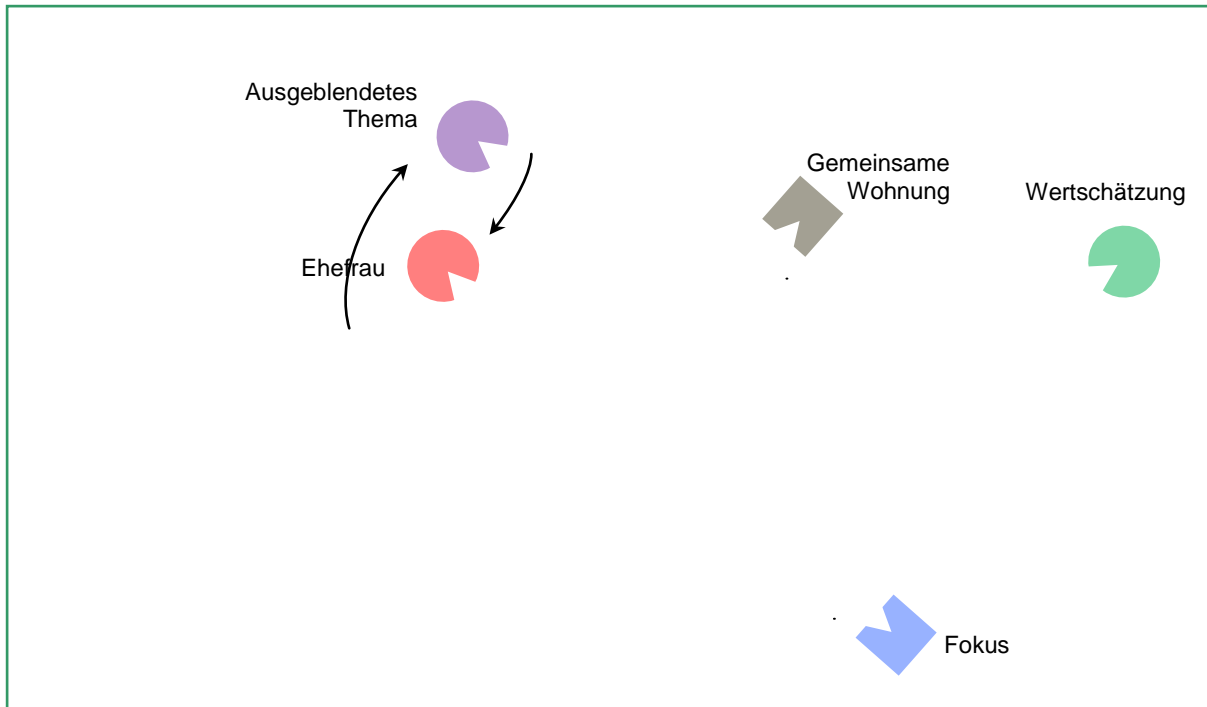 Ausgeblendetes
Thema
Gemeinsame
Wohnung
Wertschätzung
Ehefrau
Fokus